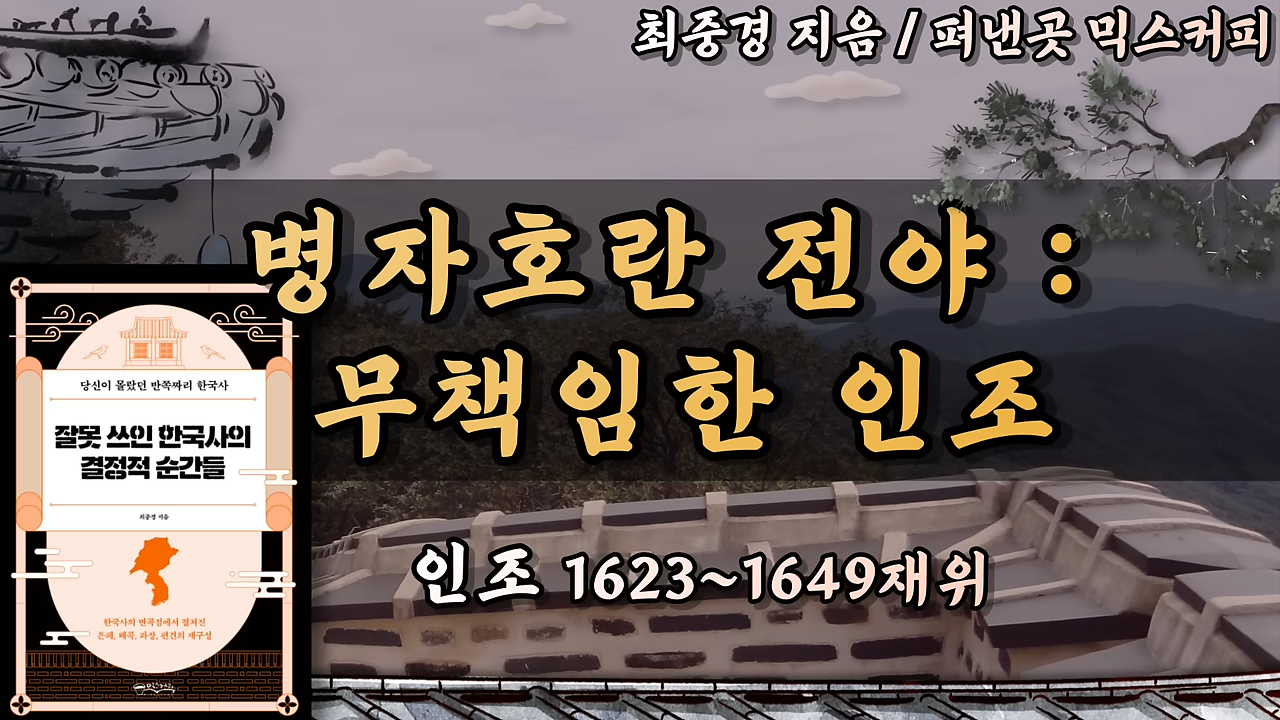 최중경 지음 / 펴낸곳 믹스커피
병자호란 전야 :
무책임한 인조
인조 1623~1649재위
당신이 몰랐던 반쪽짜리 한국사
잘못 쓰인 한국사의
결정적 순간들
최중경 지음
한국사의 변곡점에서 펼쳐진
은폐, 왜곡, 과장, 편견의 재구성